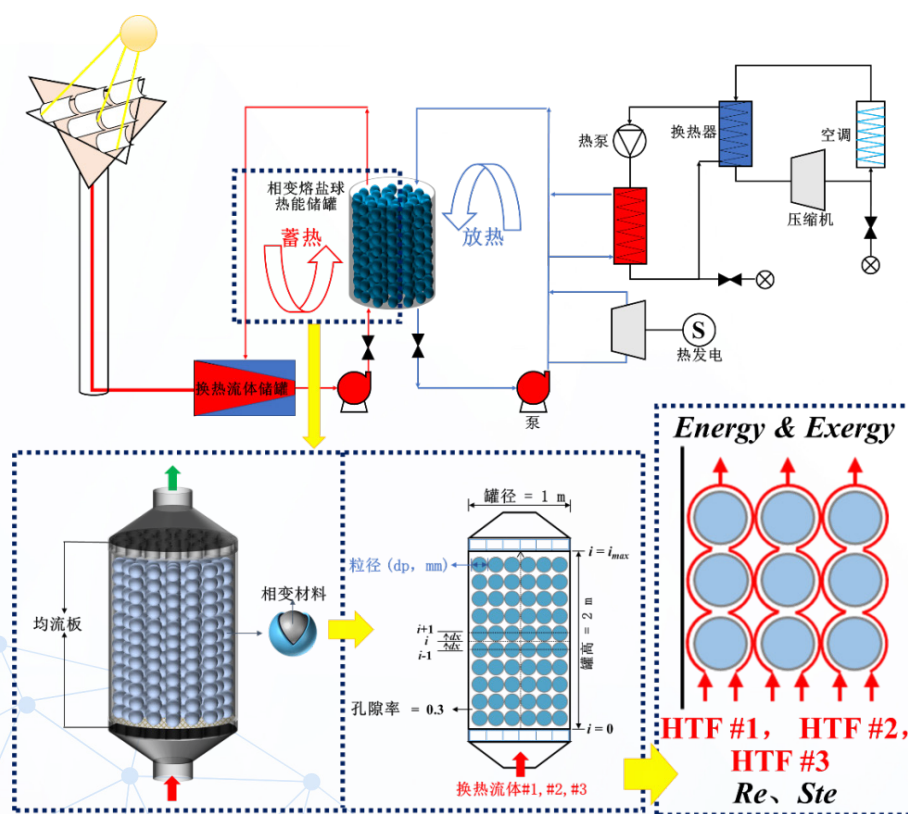 热泵
换热器
空调
压缩机
相变熔盐球
热能储罐
蓄热
放热
S
热发电
换热流体储罐
泵
Energy & Exergy
HTF #1, HTF #2,
HTF #3
Re、Ste
均流板
相变材料
罐径 = 1 m
粒径 (dp, mm)
i = imax
i+1
dx
i
dx
i-1
罐高 = 2 m
孔隙率 = 0.3
i=0
换热流体#1, #2, #3